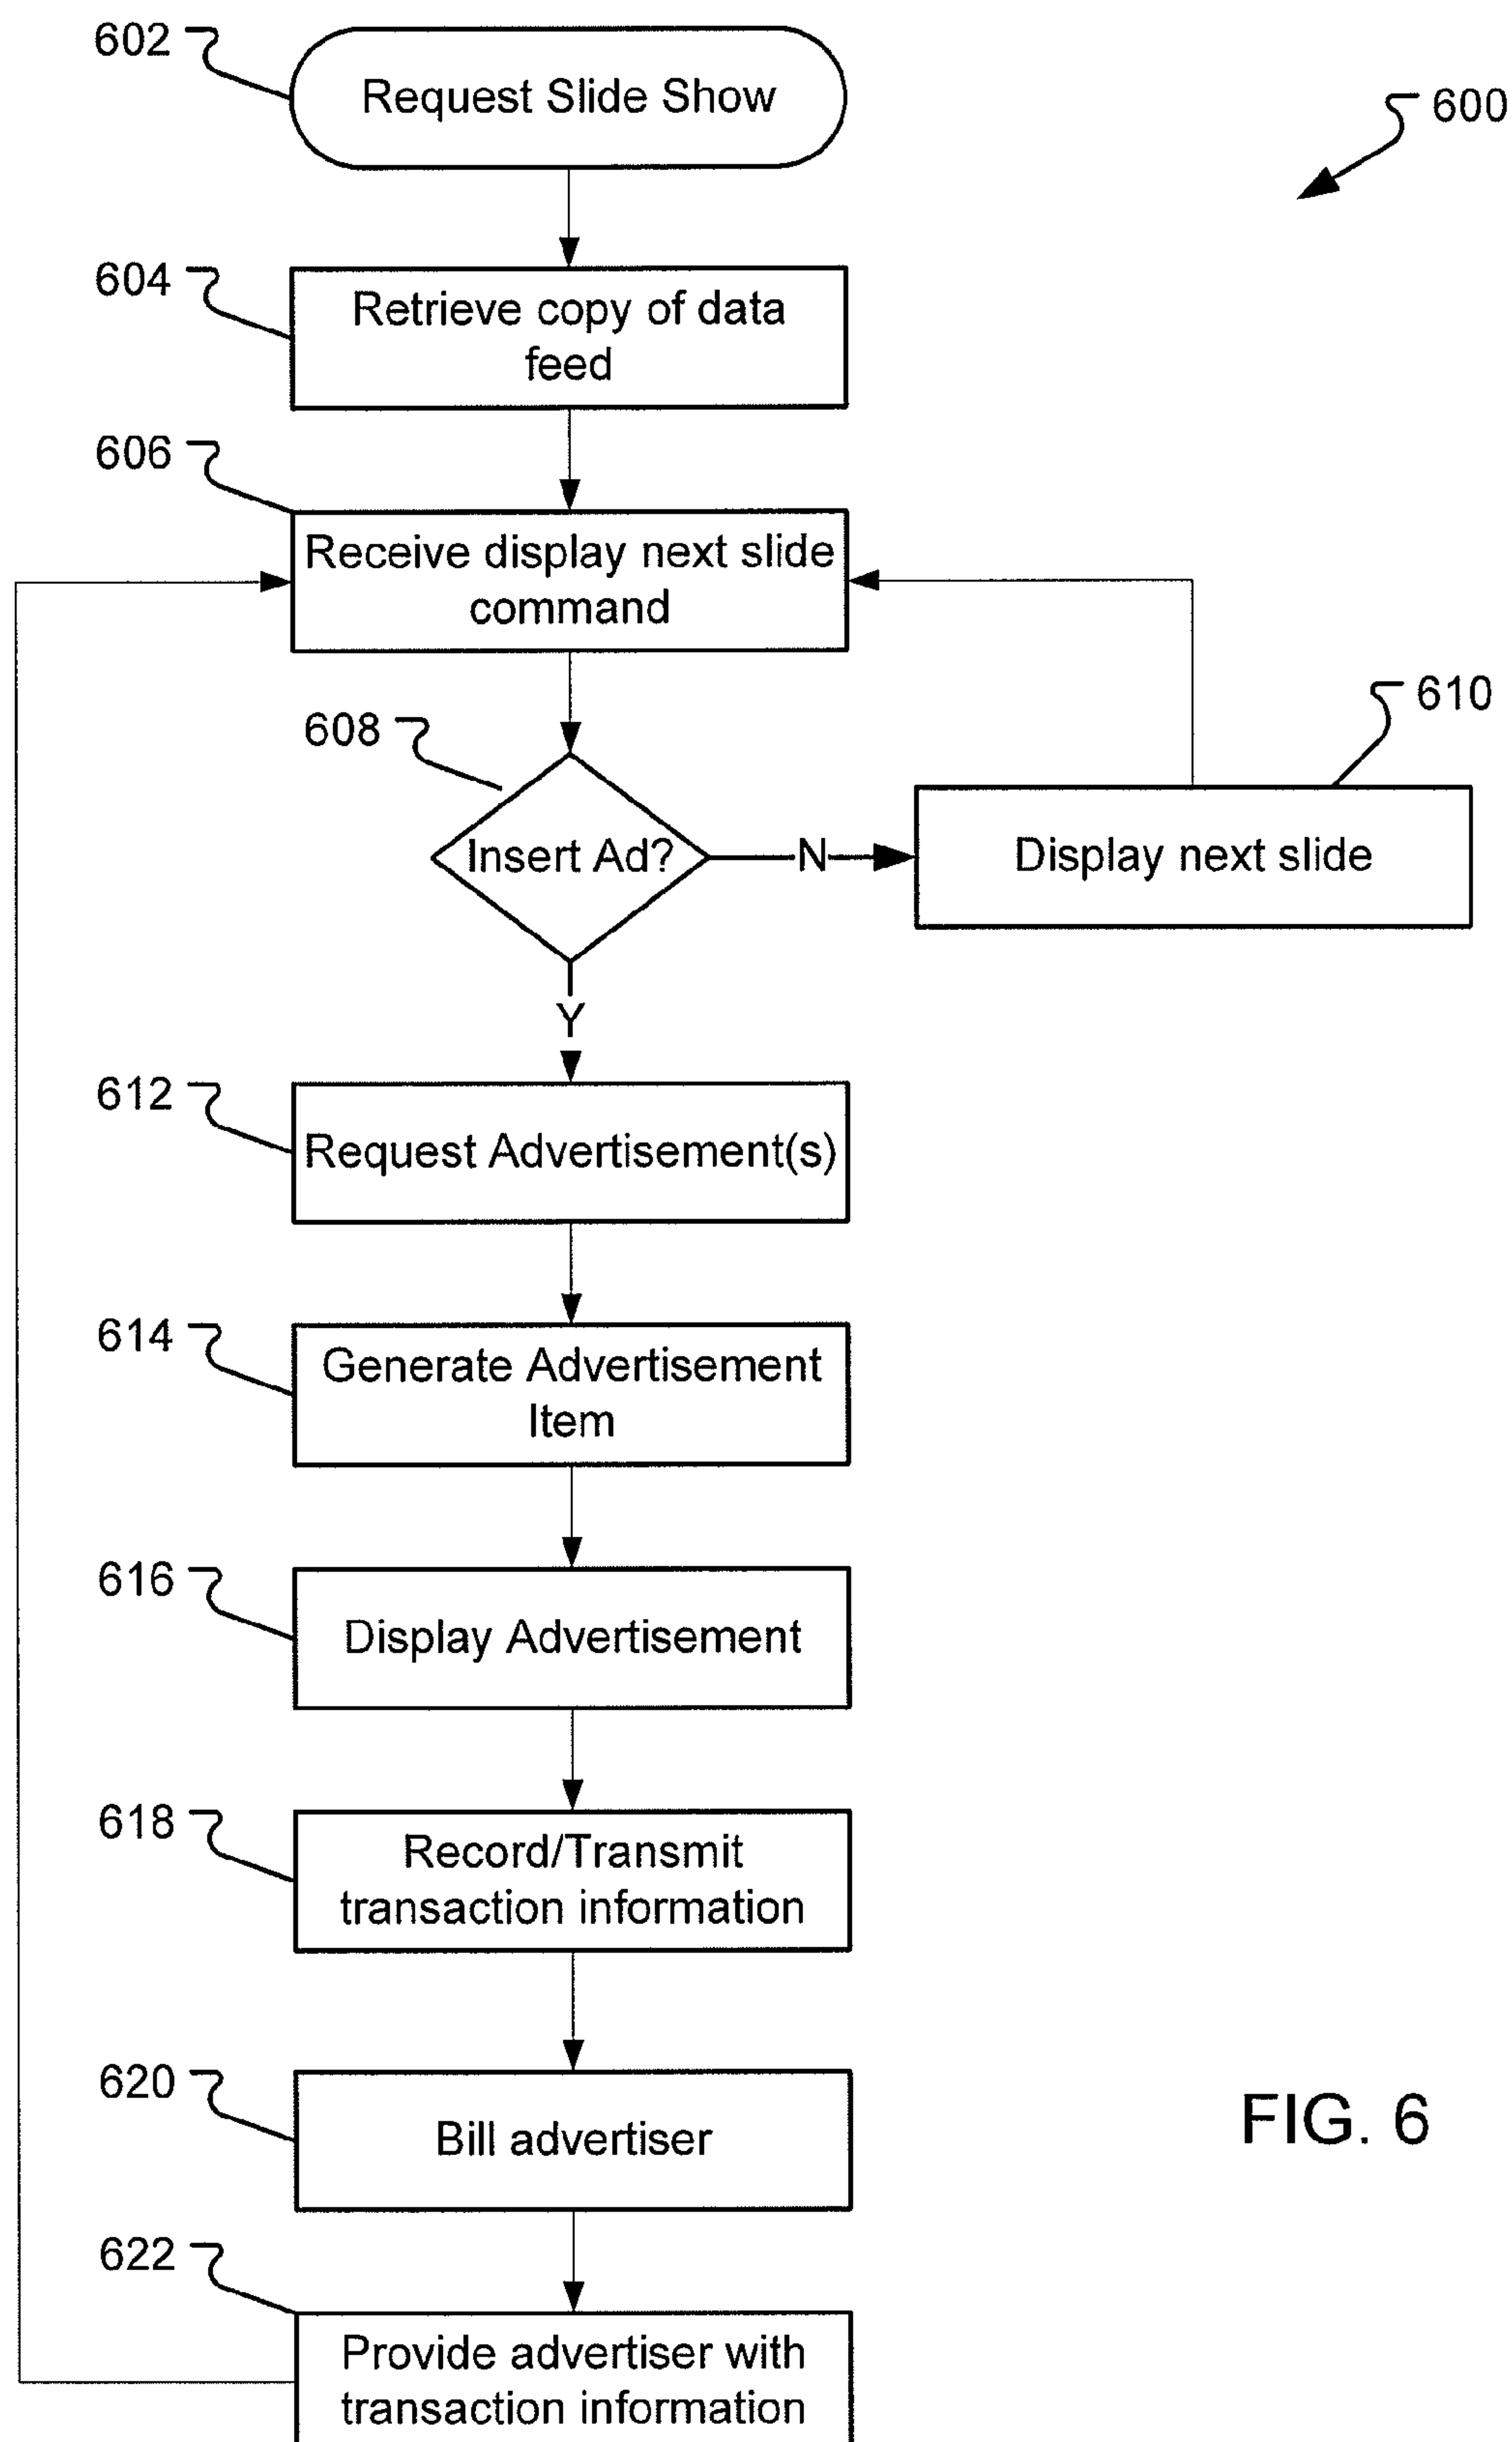 602
Request Slide Show
600
604
Retrieve copy of data
feed
606
Receive display next slide
command
608
Insert Ad?
N
610
Display next slide
Y
612
Request Advertisement(s)
614
Generate Advertisement
Item
616
Display Advertisement
618
Record/Transmit
transaction information
620
Bill advertiser
FIG. 6
622
Provide advertiser with
transaction information